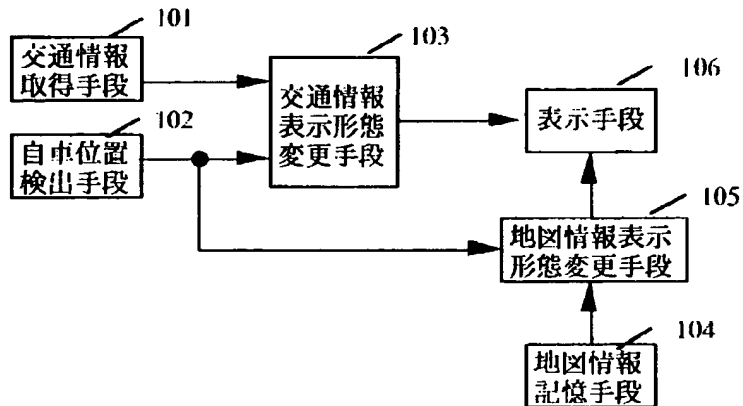 101
交通情報
取得手段
102
自車位置
検出手段
103
交通情報
表示形態
変更手段
106
表示手段
105
地図情報表示
形態変更手段
104
地図情報
記憶手段